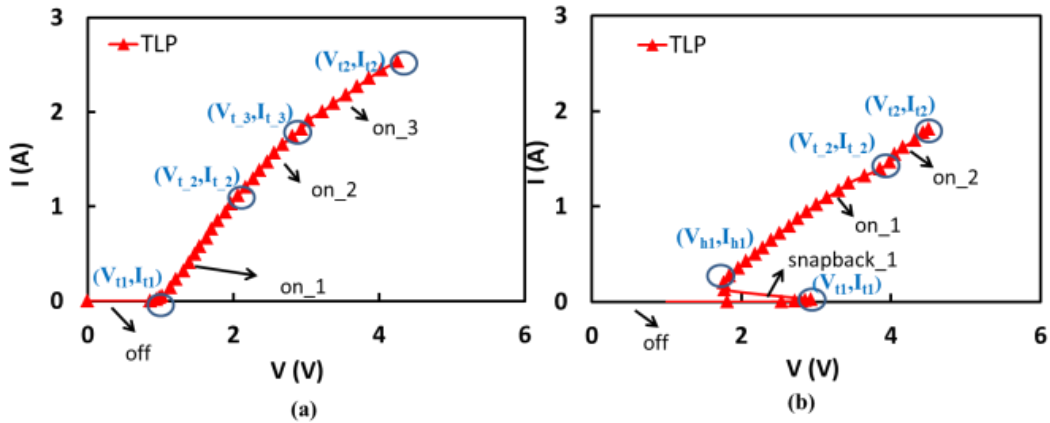 3
TLP
(Vt2,It2)
2
(Vt_3,It_3)
on_3
I (A)
(Vt_2,It_2)
on_2
1
(Vt1,It1)
on_1
0
0
2
4
6
off
V (V)
(a)
3
TLP
(Vt2,It2)
2
(Vt_2,It_2)
on_2
I (A)
1
on_1
(Vh1,Ih1)
snapback_1
(Vt1,It1)
0
0
2
4
6
off
V (V)
(b)